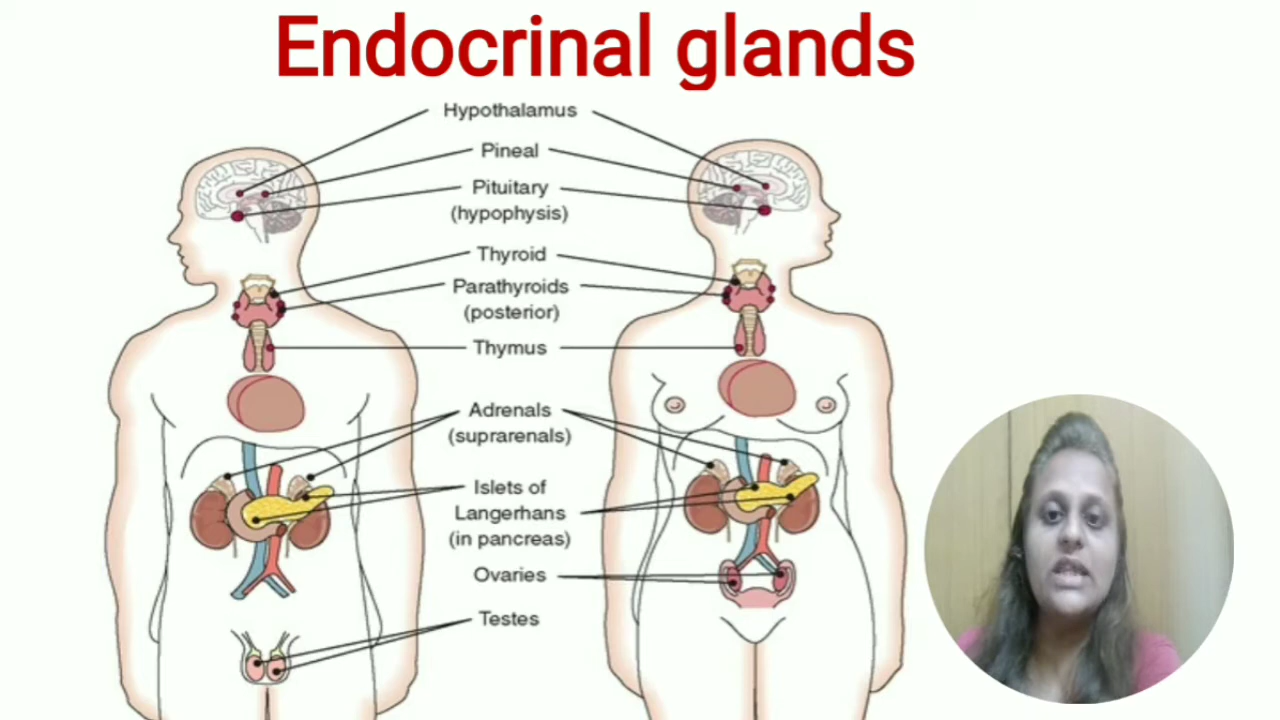 Endocrinal glands
Hypothalamus
Pineal
Pituitary
(hypophysis)
Thyroid
Parathyroids
(posterior)
Thymus
Adrenals
(suprarenals)
Islets of
Langerhans
(in pancreas)
Ovaries
Testes